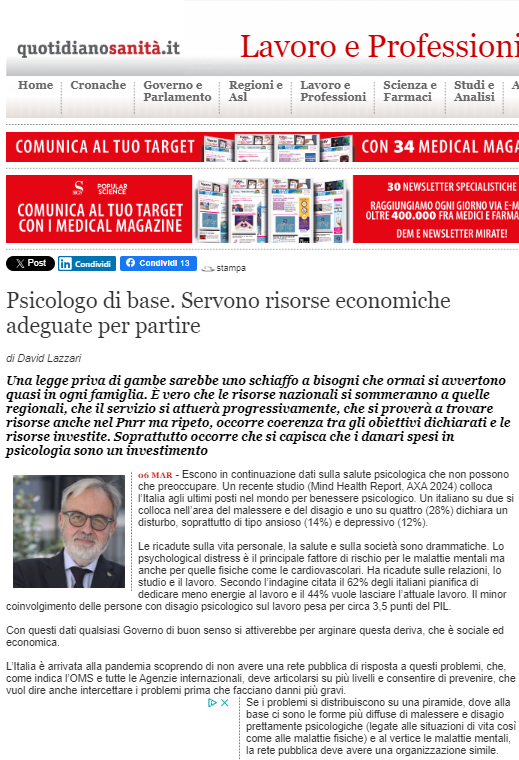 quotidianosanità.it
Lavoro e Professioni
Home
Cronache
Governo e
Parlamento
Regioni e
Asl
Lavoro e
Professioni
Scienza e
Farmaci
Studi e
Analisi
A
COMUNICA AL TUO TARGET
CON 34 MEDICAL MAGA
S
POPULAR
SCIENCE
COMUNICA AL TUO TARGET
CON I MEDICAL MAGAZINE
30 NEWSLETTER SPECIALISTICHE
RAGGIUNGIAMO OGNI GIORNO VIA E-M
OLTRE 400.000 FRA MEDICI E FARMA
DEM E NEWSLETTER MIRATE!
X Post
in Condividi
Condividi 13
stampa
Psicologo di base. Servono risorse economiche
adeguate per partire
di David Lazzari
Una legge priva di gambe sarebbe uno schiaffo a bisogni che ormai si avvertono
quasi in ogni famiglia. È vero che le risorse nazionali si sommeranno a quelle
regionali, che il servizio si attuerà progressivamente, che si proverà a trovare
risorse anche nel Pnrr ma ripeto, occorre coerenza tra gli obiettivi dichiarati e le
risorse investite. Soprattutto occorre che si capisca che i danari spesi in
psicologia sono un investimento
06 MAR - Escono in continuazione dati sulla salute psicologica che non possono
che preoccupare. Un recente studio (Mind Health Report, AXA 2024) colloca
l'Italia agli ultimi posti nel mondo per benessere psicologico. Un italiano su due si
colloca nell'area del malessere e del disagio e uno su quattro (28%) dichiara un
disturbo, soprattutto di tipo ansioso (14%) e depressivo (12%).
Le ricadute sulla vita personale, la salute e sulla società sono drammatiche. Lo
psychological distress è il principale fattore di rischio per le malattie mentali ma
anche per quelle fisiche come le cardiovascolari. Ha ricadute sulle relazioni, lo
studio e il lavoro. Secondo l'indagine citata il 62% degli italiani pianifica di
dedicare meno energie al lavoro e il 44% vuole lasciare l'attuale lavoro. Il minor
coinvolgimento delle persone con disagio psicologico sul lavoro pesa per circa 3,5 punti del PIL.
Con questi dati qualsiasi Governo di buon senso si attiverebbe per arginare questa deriva, che è sociale ed
economica.
L'Italia è arrivata alla pandemia scoprendo di non avere una rete pubblica di risposta a questi problemi, che,
come indica l'OMS e tutte le Agenzie internazionali, deve articolarsi su più livelli e consentire di prevenire, che
vuol dire anche intercettare i problemi prima che facciano danni più gravi.
Se i problemi si distribuiscono su una piramide, dove alla
base ci sono le forme più diffuse di malessere e disagio
prettamente psicologiche (legate alle situazioni di vita così
come alle malattie fisiche) e al vertice le malattie mentali,
la rete pubblica deve avere una organizzazione simile.